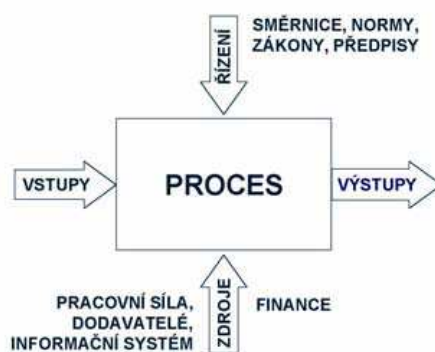 SMĚRNICE, NORMY,
ZÁKONY, PŘEDPISY
ŘÍZENÍ
VSTUPY
PROCES
VÝSTUPY
ZDROJE
PRACOVNÍ SÍLA,
DODAVATELÉ,
INFORMAČNÍ SYSTÉM
FINANCE